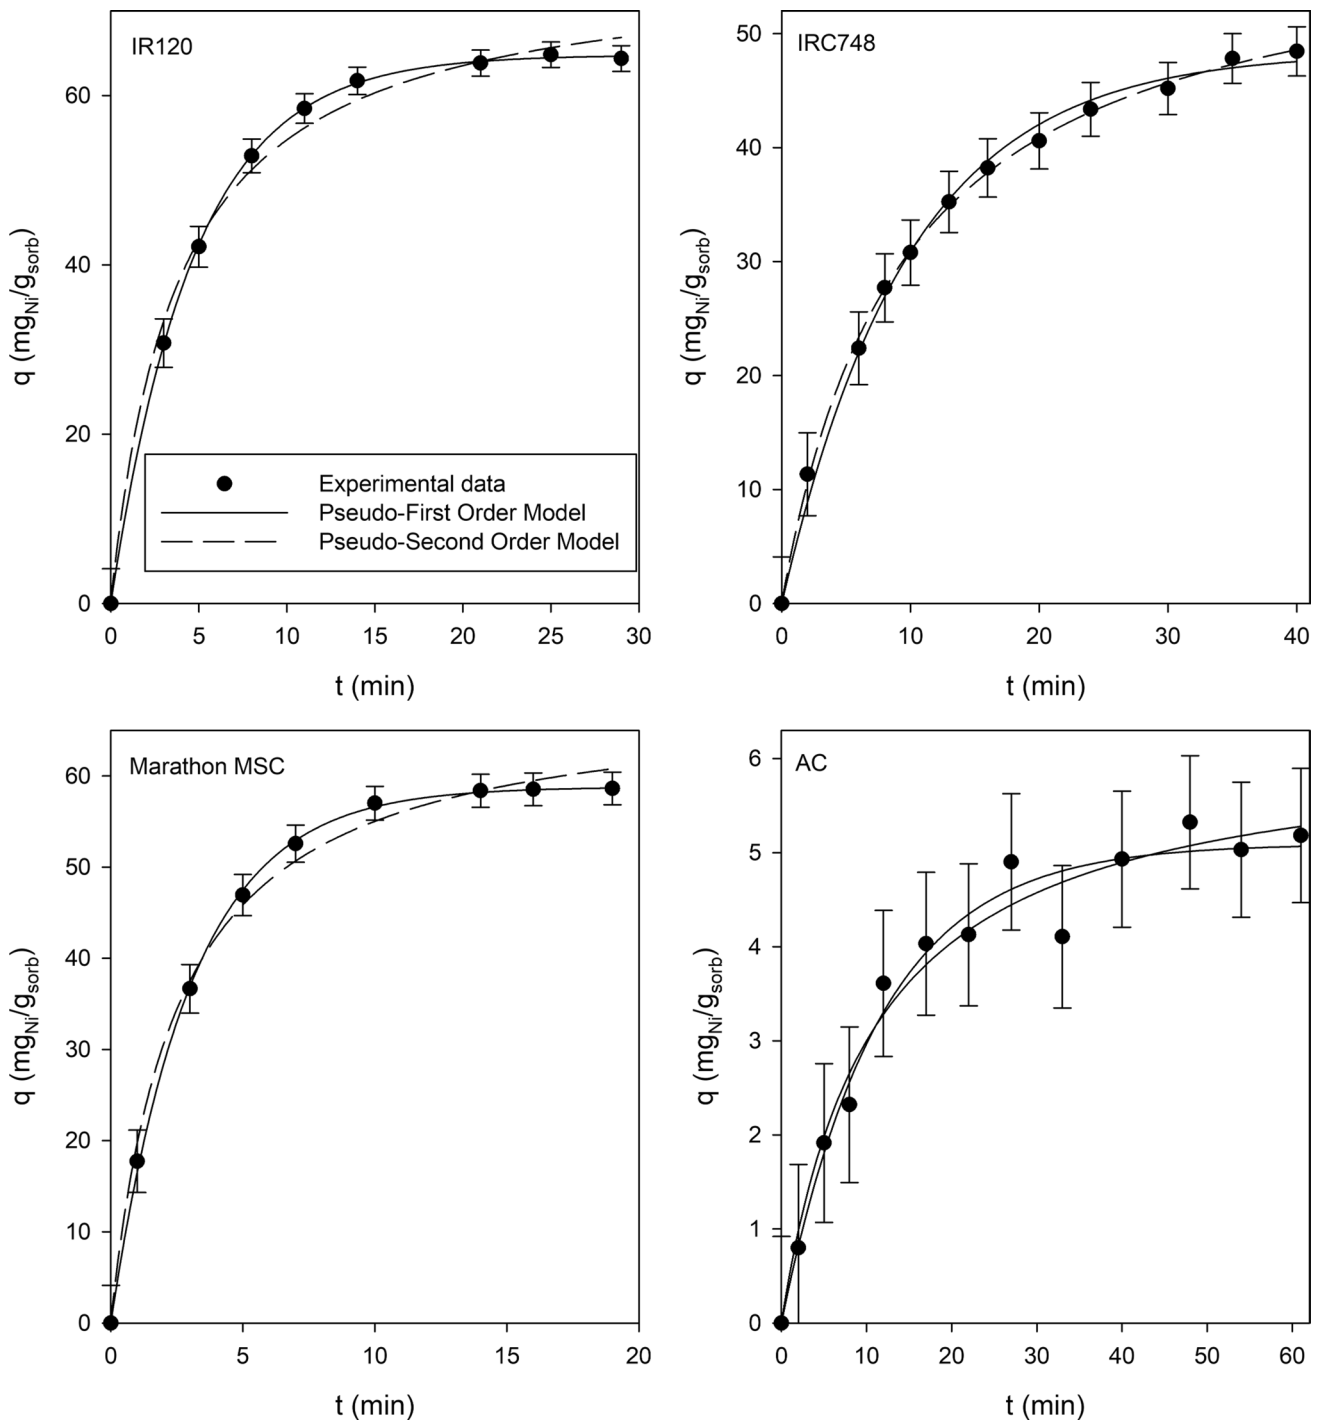 IR120
60
40
20
0
q (mgNi/gsorb)
Experimental data
Pseudo-First Order Model
Pseudo-Second Order Model
0 5 10 15 20 25 30
t (min)
IRC748
50
40
30
20
10
0
q (mgNi/gsorb)
0 10 20 30 40
t (min)
Marathon MSC
60
50
40
30
20
10
0
q (mgNi/gsorb)
0 5 10 15 20
t (min)
AC
6
5
4
3
2
1
0
q (mgNi/gsorb)
0 10 20 30 40 50 60
t (min)